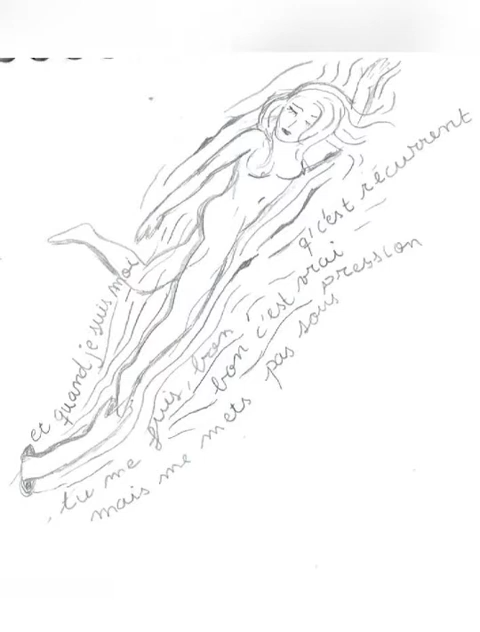 et quand je suis moi
tu me fuis, bon
bon c'est vrai
q'c'est récurrent
mais me mets pas sous pression